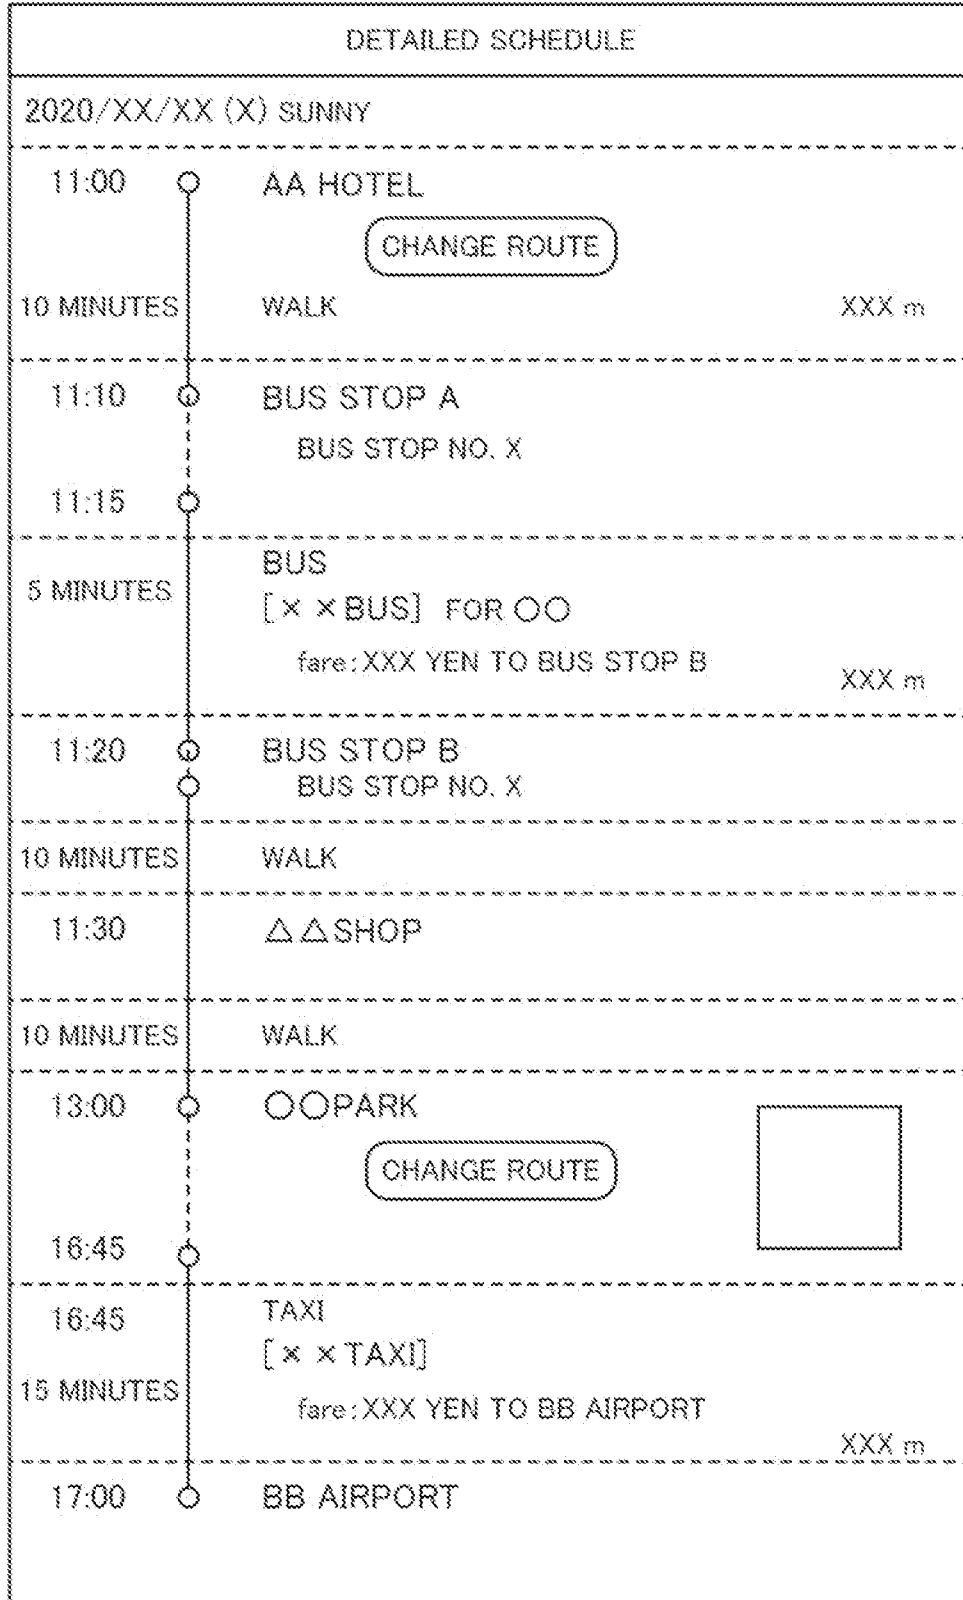 DETAILED SCHEDULE
2020/XX/XX (X) SUNNY
11:00 AA HOTEL
CHANGE ROUTE
10 MINUTES WALK XXX m
11:10 BUS STOP A
BUS STOP NO. X
11:15
BUS
5 MINUTES
[××BUS] FOR ○○
fare:XXX YEN TO BUS STOP B
XXX m
11:20 BUS STOP B
BUS STOP NO. X
10 MINUTES WALK
11:30 △△SHOP
10 MINUTES WALK
13:00 ○○PARK
CHANGE ROUTE
16:45
16:45 TAXI
[××TAXI]
15 MINUTES
fare:XXX YEN TO BB AIRPORT
XXX m
17:00 BB AIRPORT